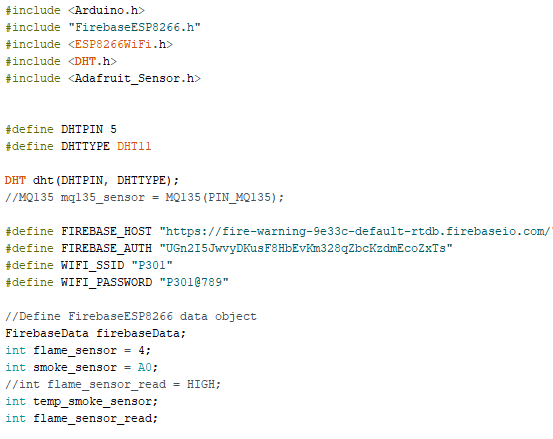 #include <Arduino.h>
#include "FirebaseESP8266.h"
#include <ESP8266WiFi.h>
#include <DHT.h>
#include <Adafruit_Sensor.h>
#define DHTPIN 5
#define DHTTYPE DHT11
DHT dht(DHTPIN, DHTTYPE);
//MQ135 mq135_sensor = MQ135(PIN_MQ135);
#define FIREBASE_HOST "https://fire-warning-9e33c-default-rtdb.firebaseio.com/"
#define FIREBASE_AUTH "UGn2I5JwvyDKusF8HbEvKm328qZbcKzdmEcoZxTs"
#define WIFI_SSID "P301"
#define WIFI_PASSWORD "P301@789"
//Define FirebaseESP8266 data object
FirebaseData firebaseData;
int flame_sensor = 4;
int smoke_sensor = A0;
//int flame_sensor_read = HIGH;
int temp_smoke_sensor;
int flame_sensor_read;